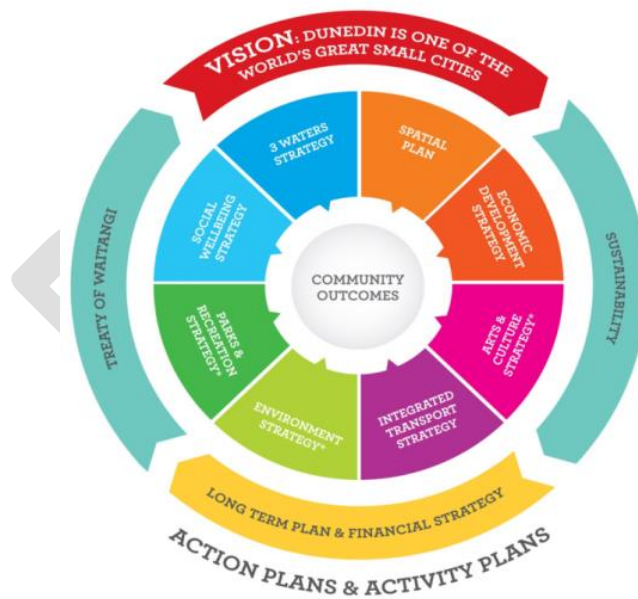 VISION: DUNEDIN IS ONE OF THE
WORLD'S GREAT SMALL CITIES
3 WATERS
STRATEGY
SPATIAL
PLAN
ECONOMIC
DEVELOPMENT
STRATEGY
ARTS &
CULTURE
STRATEGY*
INTEGRATED
TRANSPORT
STRATEGY
ENVIRONMENT
STRATEGY*
PARKS &
RECREATION
STRATEGY*
SOCIAL
WELLBEING
STRATEGY
COMMUNITY
OUTCOMES
TREATY OF WAITANGI
SUSTAINABILITY
LONG TERM PLAN & FINANCIAL STRATEGY
ACTION PLANS & ACTIVITY PLANS